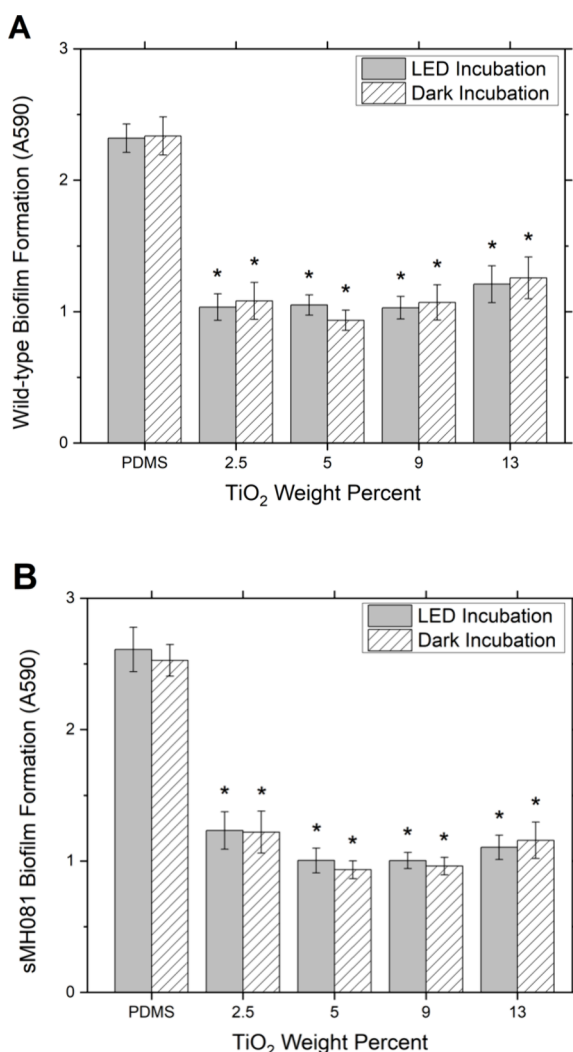 A
3
LED Incubation
Dark Incubation
2
Wild-type Biofilm Formation (A590)
* * * * * * * *
1
0
PDMS 2.5 5 9 13
TiO₂ Weight Percent
B
3
LED Incubation
Dark Incubation
2
sMH081 Biofilm Formation (A590)
* * * * * * * *
1
0
PDMS 2.5 5 9 13
TiO₂ Weight Percent